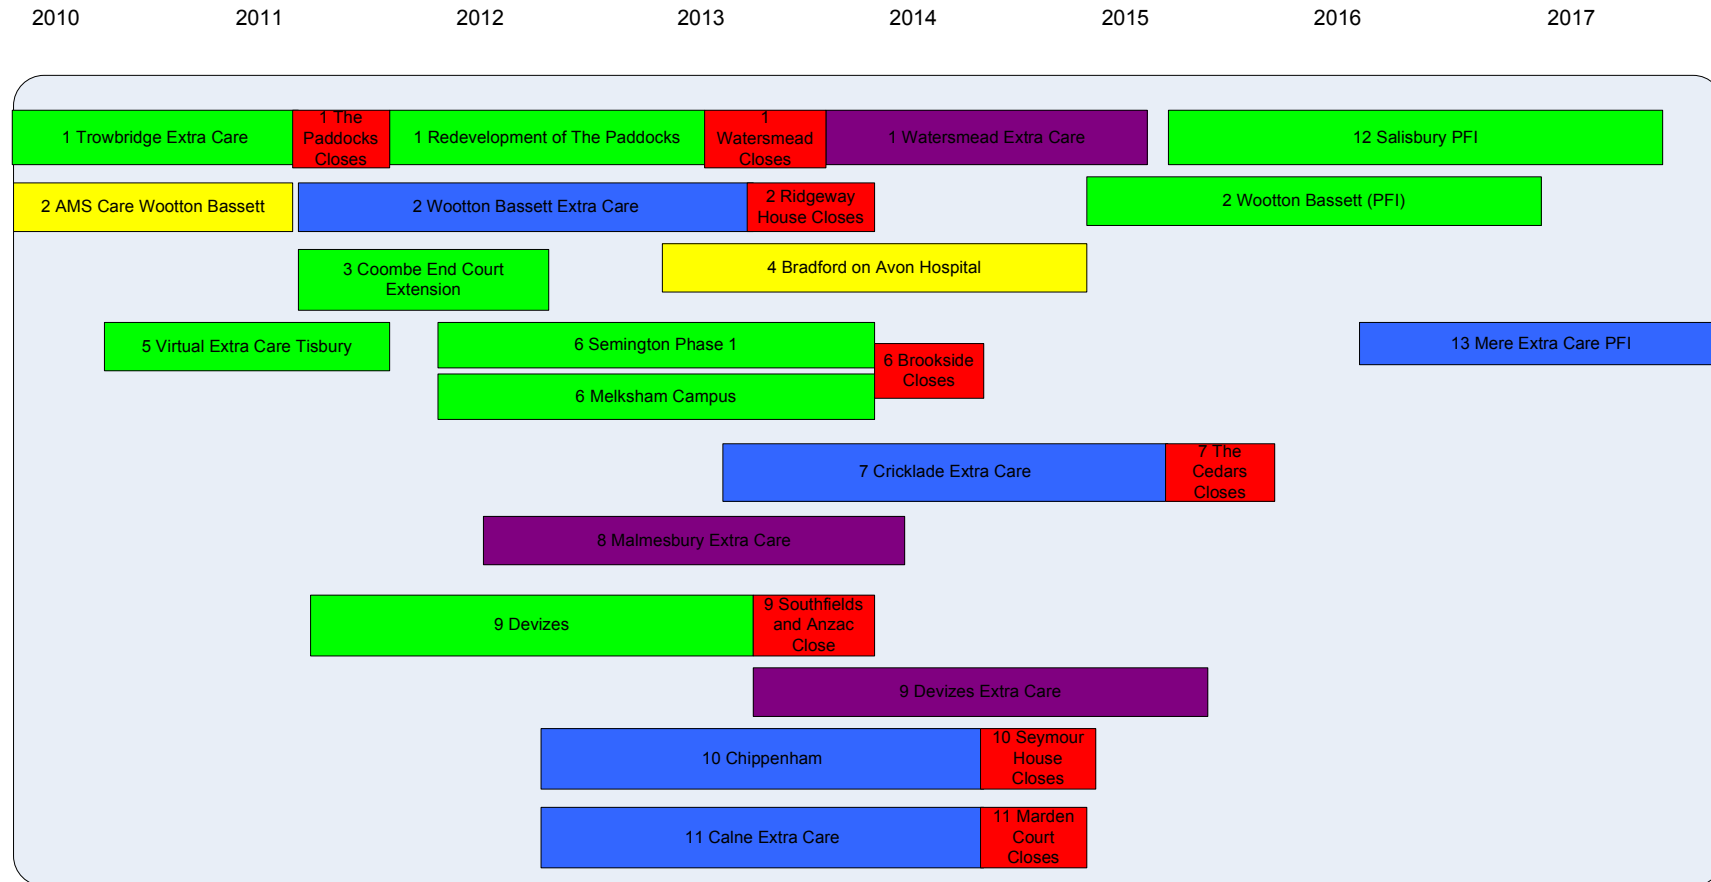 2010 2011 2012 2013 2014 2015 2016 2017
1 Trowbridge Extra Care
1 The
Paddocks
Closes
1 Redevelopment of The Paddocks
1
Watersmead
Closes
1 Watersmead Extra Care
12 Salisbury PFI
2 AMS Care Wootton Bassett
2 Wootton Bassett Extra Care
2 Ridgeway
House Closes
2 Wootton Bassett (PFI)
3 Coombe End Court
Extension
4 Bradford on Avon Hospital
5 Virtual Extra Care Tisbury
6 Semington Phase 1
6 Brookside
Closes
13 Mere Extra Care PFI
6 Melksham Campus
7 Cricklade Extra Care
7 The
Cedars
Closes
8 Malmesbury Extra Care
9 Devizes
9 Southfields
and Anzac
Close
9 Devizes Extra Care
10 Chippenham
10 Seymour
House
Closes
11 Calne Extra Care
11 Marden
Court
Closes